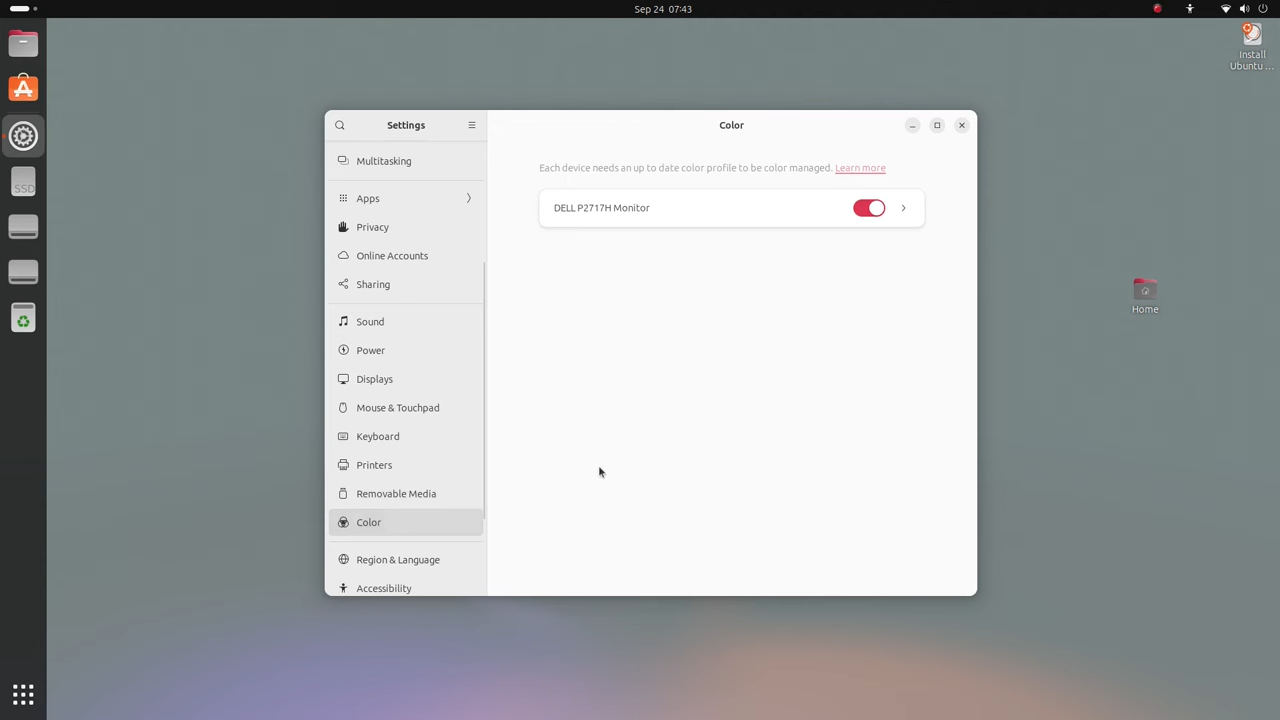 Sep 24 07:43
Install
Ubuntu ...
Settings
Color
Multitasking
Each device needs an up to date color profile to be color managed. Learn more
Apps
DELL P2717H Monitor
Privacy
SSD
Online Accounts
Sharing
Home
Sound
Power
Displays
Mouse & Touchpad
Keyboard
Printers
Removable Media
Color
Region & Language
Accessibility